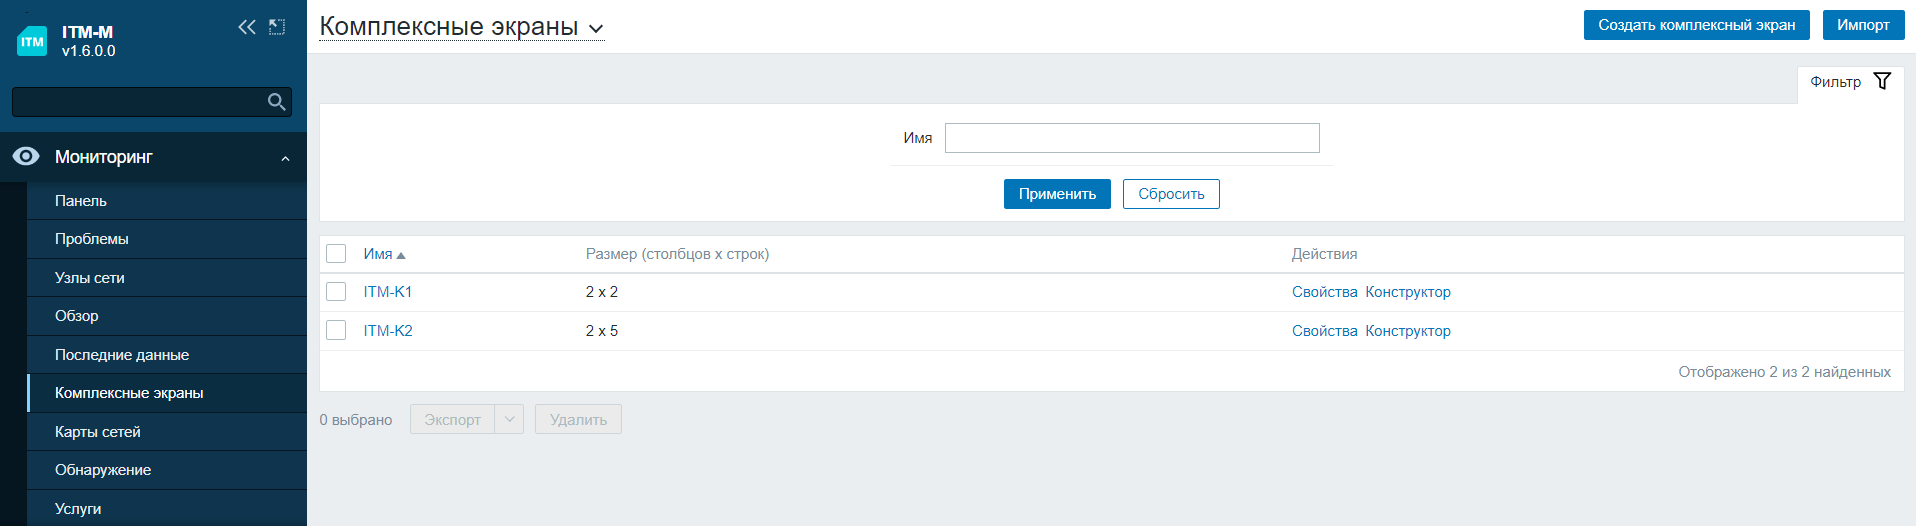 ITM
ITM-M
v1.6.0.0
Мониторинг
Панель
Проблемы
Узлы сети
Обзор
Последние данные
Комплексные экраны
Карты сетей
Обнаружение
Услуги
Комплексные экраны
Создать комплексный экран
Импорт
Фильтр
Имя
Применить
Сбросить
Имя Размер (столбцов x строк) Действия
ITM-K1 2 x 2 Свойства Конструктор
ITM-K2 2 x 5 Свойства Конструктор
Отображено 2 из 2 найденных
0 выбрано Экспорт Удалить